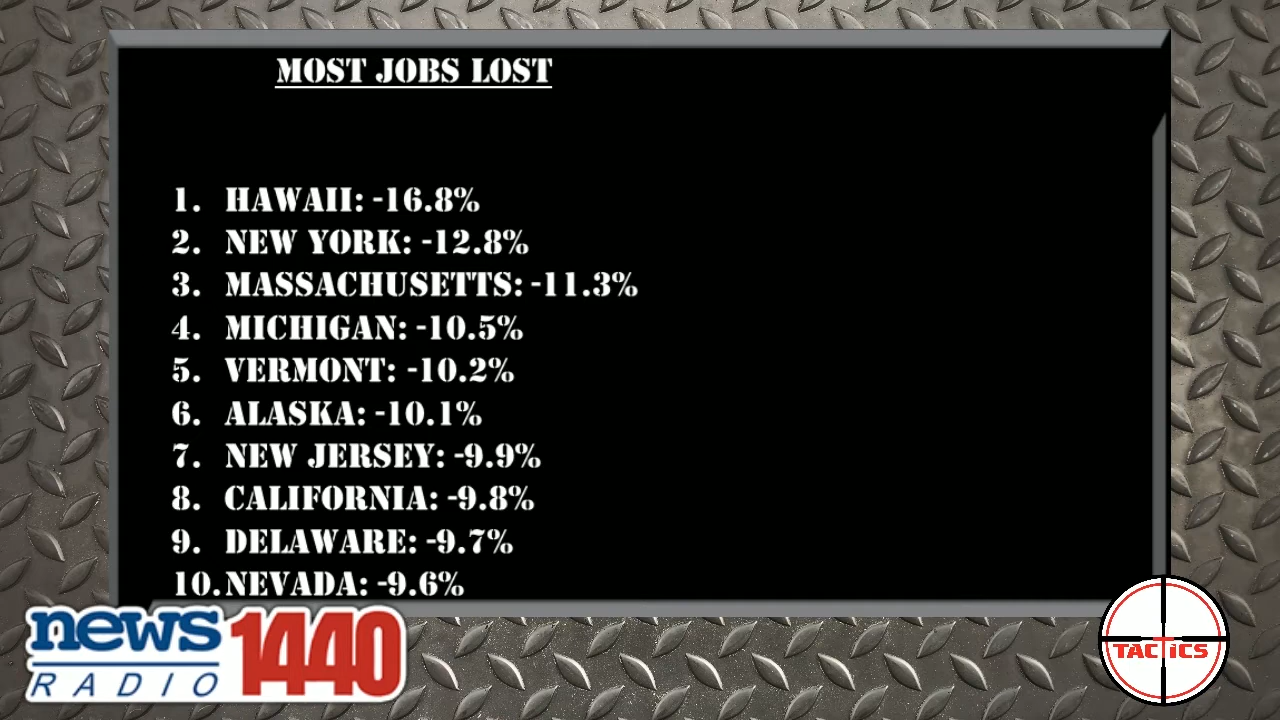 MOST JOBS LOST
1. HAWAII: -16.8%
2. NEW YORK: -12.8%
3. MASSACHUSETTS: -11.3%
4. MICHIGAN: -10.5%
5. VERMONT: -10.2%
6. ALASKA: -10.1%
7. NEW JERSEY: -9.9%
8. CALIFORNIA: -9.8%
9. DELAWARE: -9.7%
10. NEVADA: -9.6%
news 1440
RADIO
TACTICS